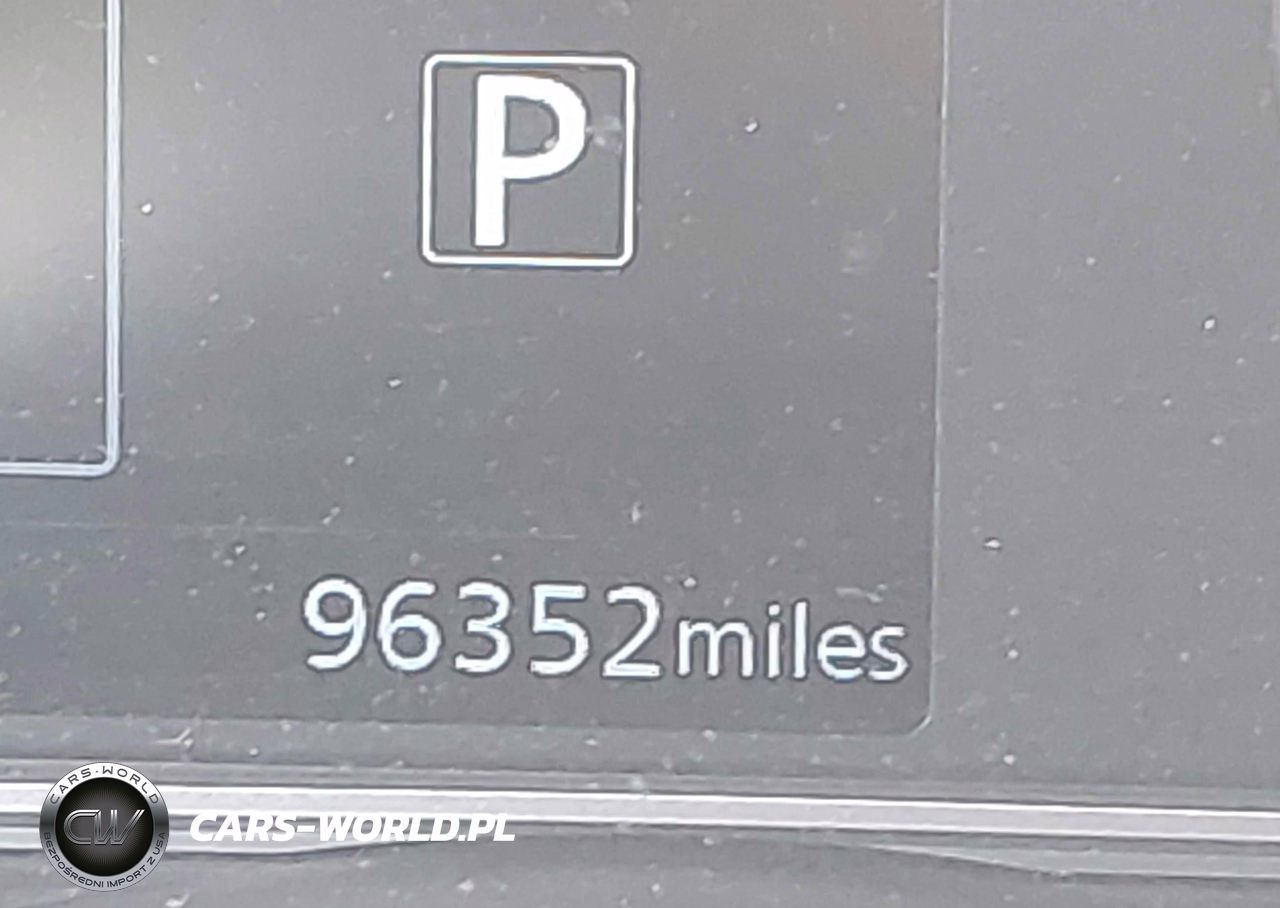 P
96352miles
CARS-WORLD
CW
BEZPOŚREDNI IMPORT Z USA
CARS-WORLD.PL